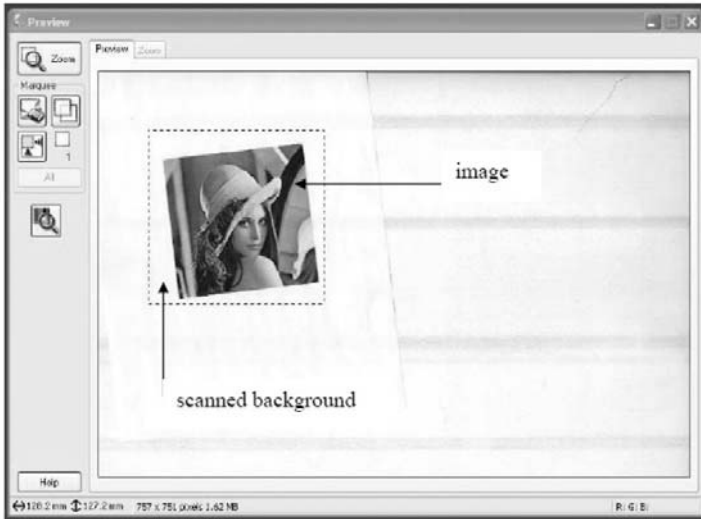 Preview
Zoom
Preview Zoom
Marquee
1
All
image
scanned background
Help
128.2 mm 127.2 mm 757 x 751 pixels 1.62 MB
R: G: B: